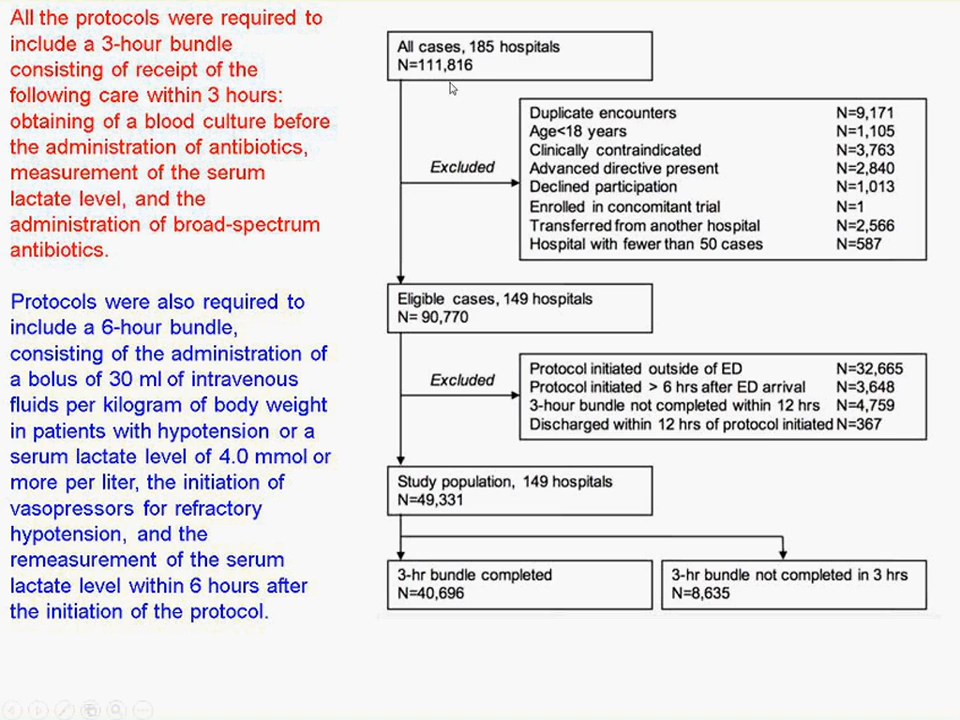 All the protocols were required to
include a 3-hour bundle
consisting of receipt of the
following care within 3 hours:
obtaining of a blood culture before
the administration of antibiotics,
measurement of the serum
lactate level, and the
administration of broad-spectrum
antibiotics.
Protocols were also required to
include a 6-hour bundle,
consisting of the administration of
a bolus of 30 ml of intravenous
fluids per kilogram of body weight
in patients with hypotension or a
serum lactate level of 4.0 mmol or
more per liter, the initiation of
vasopressors for refractory
hypotension, and the
remeasurement of the serum
lactate level within 6 hours after
the initiation of the protocol.
All cases, 185 hospitals
N=111,816
Excluded
Duplicate encounters N=9,171
Age<18 years N=1,105
Clinically contraindicated N=3,763
Advanced directive present N=2,840
Declined participation N=1,013
Enrolled in concomitant trial N=1
Transferred from another hospital N=2,566
Hospital with fewer than 50 cases N=587
Eligible cases, 149 hospitals
N= 90,770
Excluded
Protocol initiated outside of ED N=32,665
Protocol initiated > 6 hrs after ED arrival N=3,648
3-hour bundle not completed within 12 hrs N=4,759
Discharged within 12 hrs of protocol initiated N=367
Study population, 149 hospitals
N=49,331
3-hr bundle completed
N=40,696
3-hr bundle not completed in 3 hrs
N=8,635